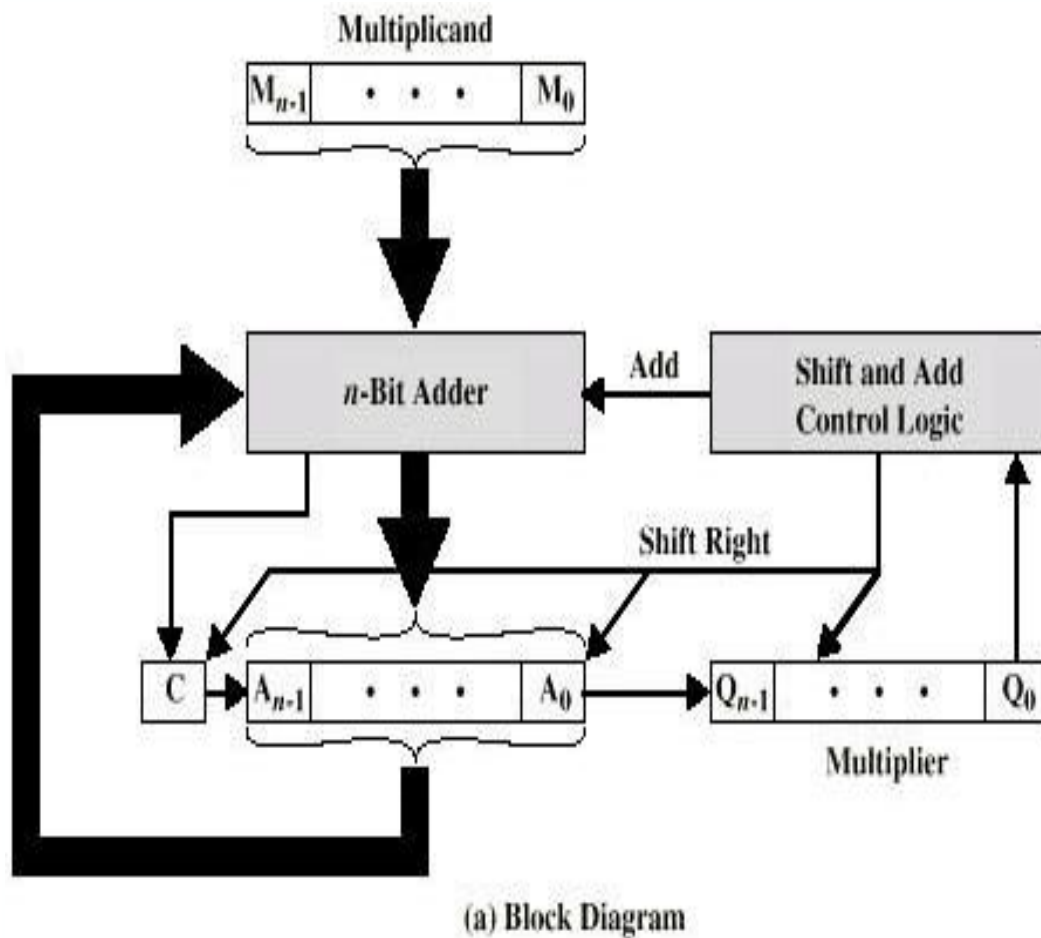 Multiplicand
Mn-1 • • • M0
n-Bit Adder
Add
Shift and Add
Control Logic
Shift Right
C
An-1 • • • A0
Qn-1 • • • Q0
Multiplier
(a) Block Diagram